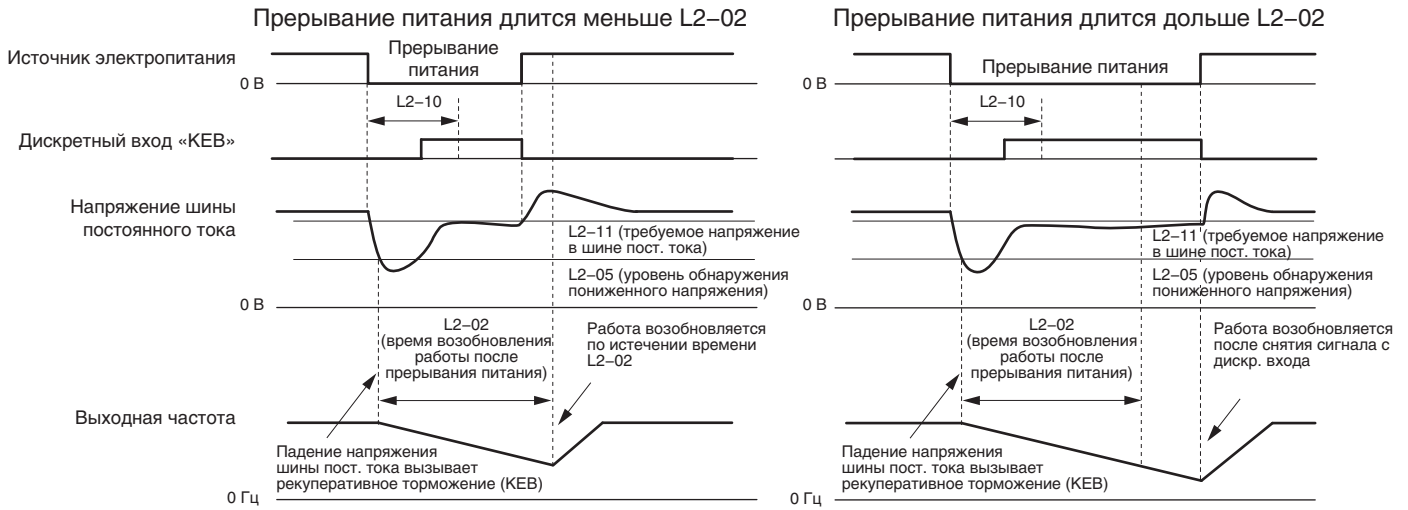 Прерывание питания длится меньше L2–02
Прерывание питания длится дольше L2–02
Источник электропитания
Прерывание
питания
0 В
Прерывание питания
0 В
L2–10
L2–10
Дискретный вход «КЕВ»
Напряжение шины
постоянного тока
L2–11 (требуемое напряжение
в шине пост. тока)
L2–05 (уровень обнаружения
пониженного напряжения)
0 В
L2–11 (требуемое напряжение
в шине пост. тока)
L2–05 (уровень обнаружения
пониженного напряжения)
0 В
L2–02
(время возобновления
работы после
прерывания питания)
Работа возобновляется
по истечении времени
L2–02
L2–02
(время возобновления
работы после
прерывания питания)
Работа возобновляется
после снятия сигнала с
дискр. входа
Выходная частота
Падение напряжения
шины пост. тока вызывает
рекуперативное торможение (КЕВ)
0 Гц
Падение напряжения
шины пост. тока вызывает
рекуперативное торможение (КЕВ)
0 Гц